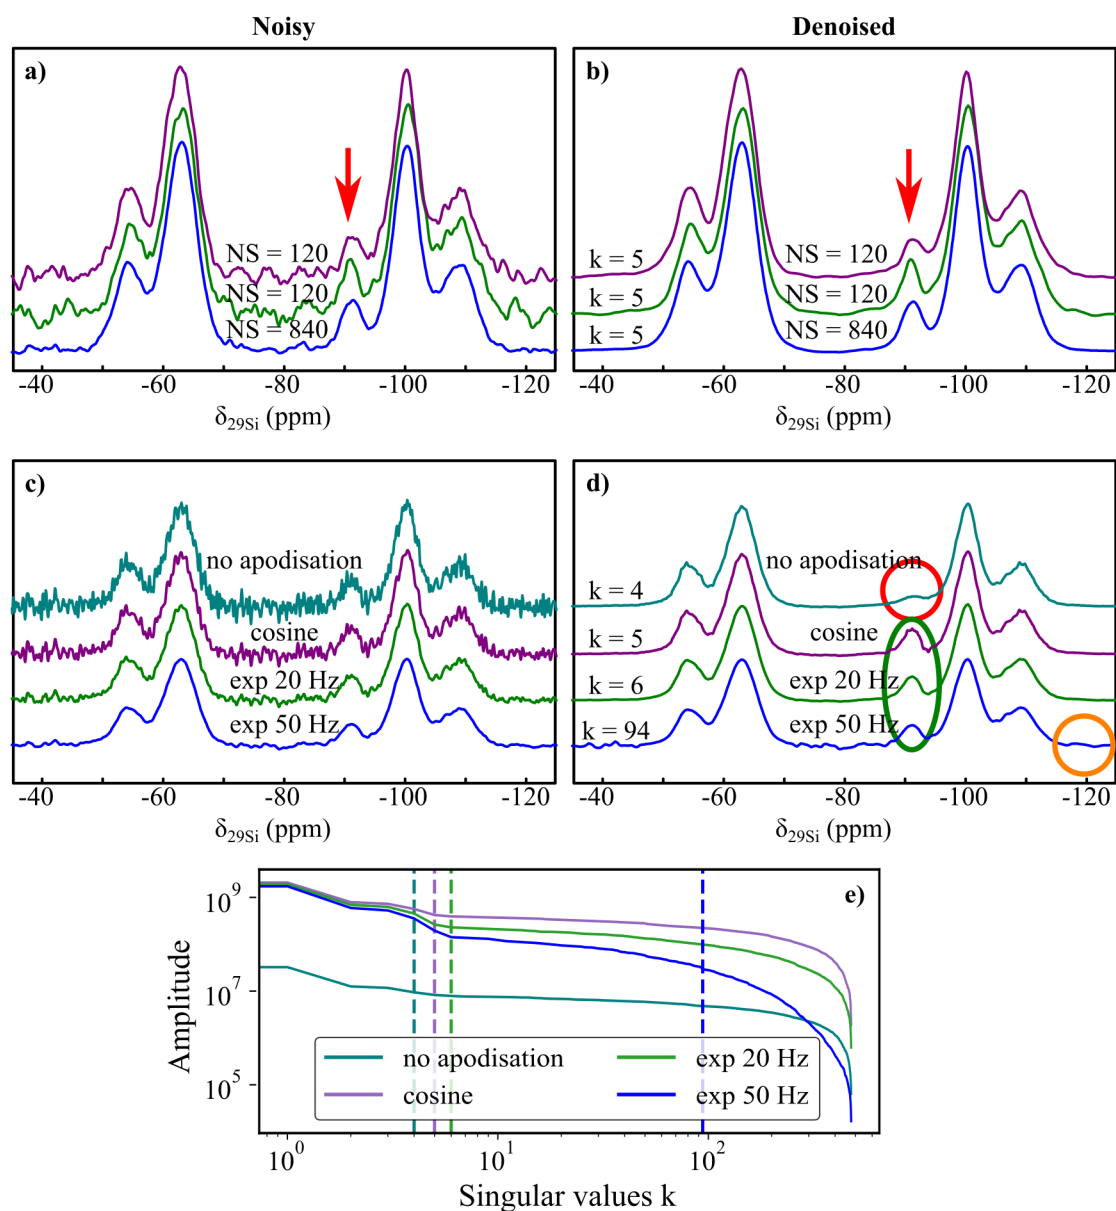 Noisy
Denoised
a)
NS = 120
NS = 120
NS = 840
-40 -60 -80 -100 -120
δ29Si (ppm)
b)
k = 5 NS = 120
k = 5 NS = 120
k = 5 NS = 840
-40 -60 -80 -100 -120
δ29Si (ppm)
c)
no apodisation
cosine
exp 20 Hz
exp 50 Hz
-40 -60 -80 -100 -120
δ29Si (ppm)
d)
no apodisation
k = 4
k = 5 cosine
k = 6 exp 20 Hz
k = 94 exp 50 Hz
-40 -60 -80 -100 -120
δ29Si (ppm)
e)
Amplitude
10^9
10^7
10^5
no apodisation exp 20 Hz
cosine exp 50 Hz
10^0 10^1 10^2
Singular values k